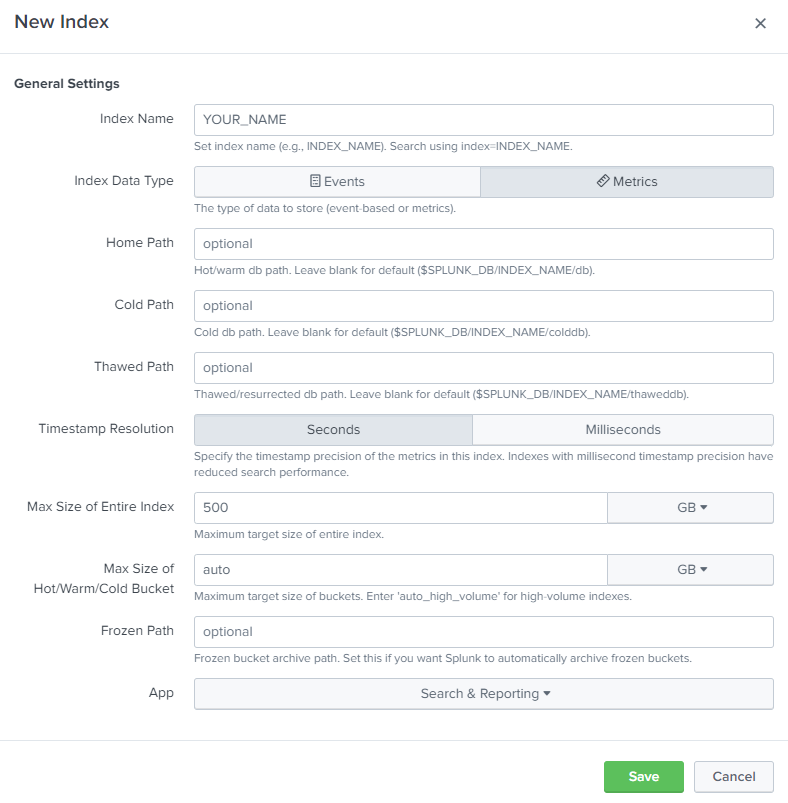 New Index
General Settings
Index Name
YOUR_NAME
Set index name (e.g., INDEX_NAME). Search using index=INDEX_NAME.
Index Data Type
Events
Metrics
The type of data to store (event-based or metrics).
Home Path
optional
Hot/warm db path. Leave blank for default ($SPLUNK_DB/INDEX_NAME/db).
Cold Path
optional
Cold db path. Leave blank for default ($SPLUNK_DB/INDEX_NAME/colddb).
Thawed Path
optional
Thawed/resurrected db path. Leave blank for default ($SPLUNK_DB/INDEX_NAME/thaweddb).
Timestamp Resolution
Seconds
Milliseconds
Specify the timestamp precision of the metrics in this index. Indexes with millisecond timestamp precision have
reduced search performance.
Max Size of Entire Index
500
GB
Maximum target size of entire index.
Max Size of
Hot/Warm/Cold Bucket
auto
GB
Maximum target size of buckets. Enter 'auto_high_volume' for high-volume indexes.
Frozen Path
optional
Frozen bucket archive path. Set this if you want Splunk to automatically archive frozen buckets.
App
Search & Reporting
Save
Cancel